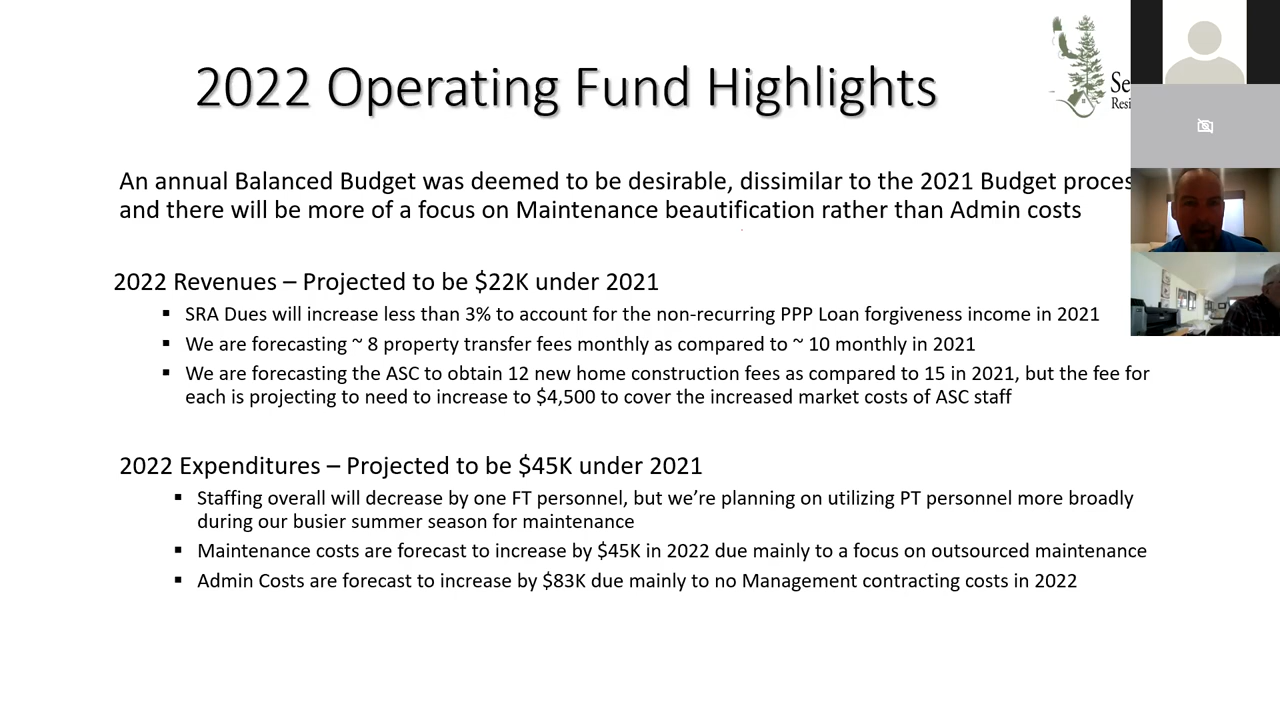 2022 Operating Fund Highlights
An annual Balanced Budget was deemed to be desirable, dissimilar to the 2021 Budget proces
and there will be more of a focus on Maintenance beautification rather than Admin costs
2022 Revenues – Projected to be $22K under 2021
▪ SRA Dues will increase less than 3% to account for the non-recurring PPP Loan forgiveness income in 2021
▪ We are forecasting ~ 8 property transfer fees monthly as compared to ~ 10 monthly in 2021
▪ We are forecasting the ASC to obtain 12 new home construction fees as compared to 15 in 2021, but the fee for
each is projecting to need to increase to $4,500 to cover the increased market costs of ASC staff
2022 Expenditures – Projected to be $45K under 2021
▪ Staffing overall will decrease by one FT personnel, but we’re planning on utilizing PT personnel more broadly
during our busier summer season for maintenance
▪ Maintenance costs are forecast to increase by $45K in 2022 due mainly to a focus on outsourced maintenance
▪ Admin Costs are forecast to increase by $83K due mainly to no Management contracting costs in 2022